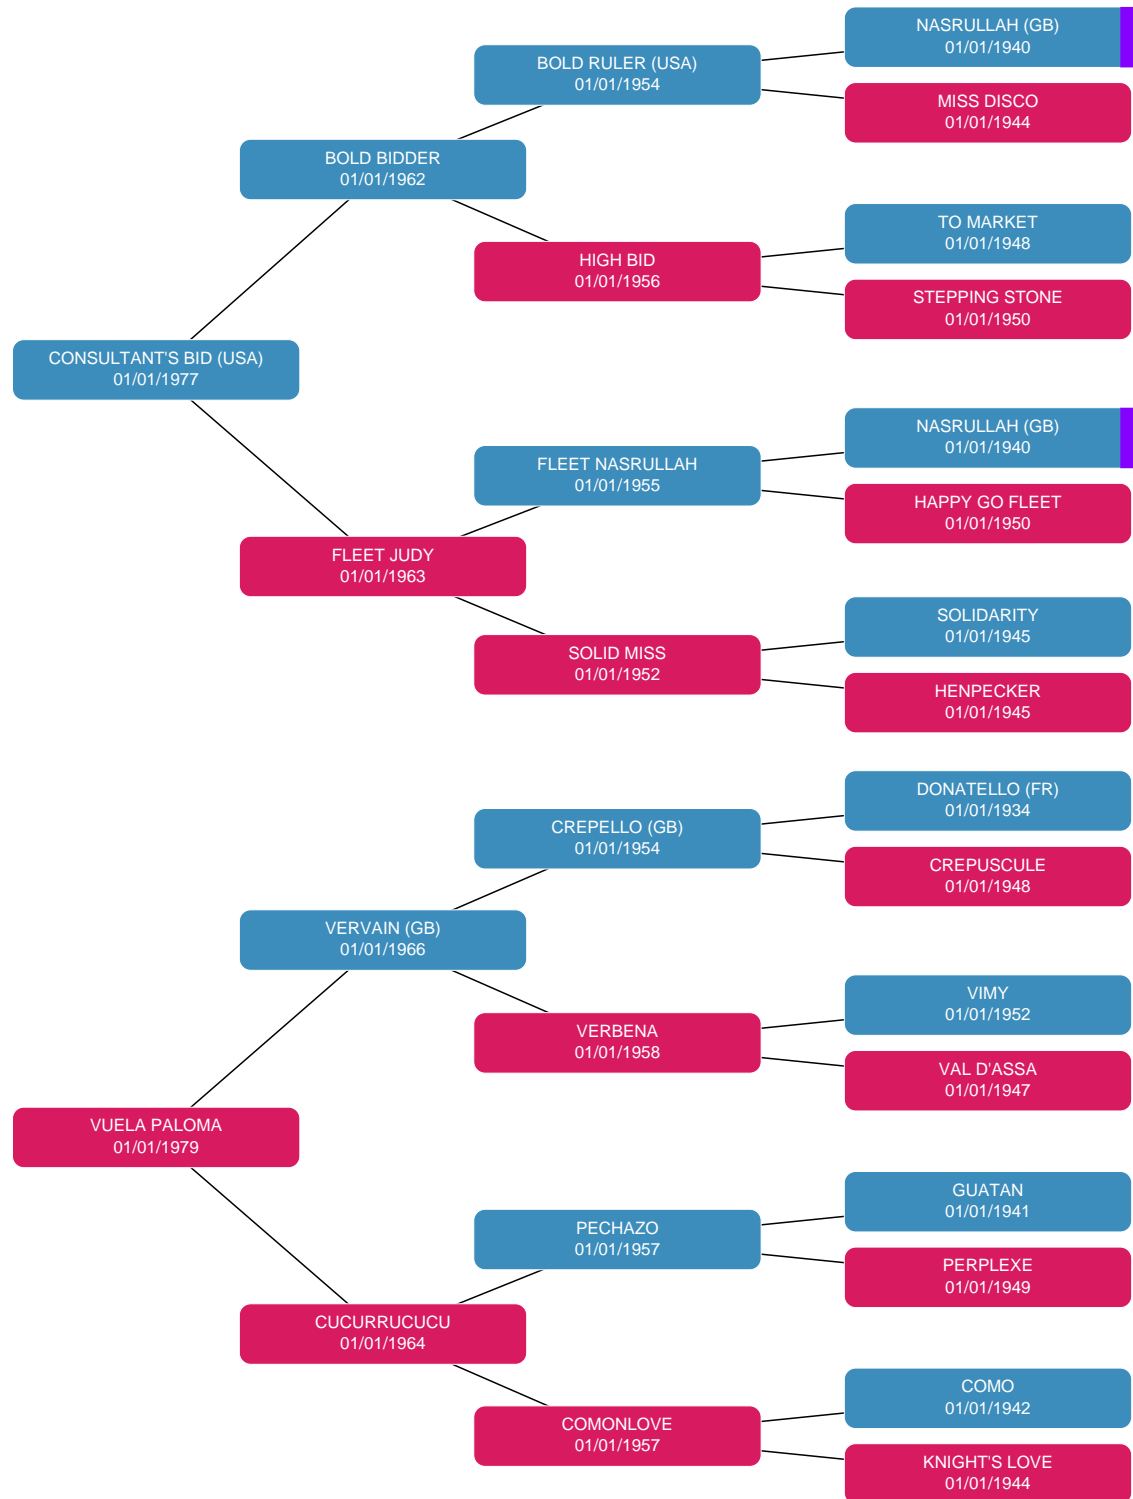 NASRULLAH (GB)
01/01/1940
BOLD RULER (USA)
01/01/1954
MISS DISCO
01/01/1944
BOLD BIDDER
01/01/1962
TO MARKET
01/01/1948
HIGH BID
01/01/1956
STEPPING STONE
01/01/1950
CONSULTANT'S BID (USA)
01/01/1977
NASRULLAH (GB)
01/01/1940
FLEET NASRULLAH
01/01/1955
HAPPY GO FLEET
01/01/1950
FLEET JUDY
01/01/1963
SOLIDARITY
01/01/1945
SOLID MISS
01/01/1952
HENPECKER
01/01/1945
DONATELLO (FR)
01/01/1934
CREPELLO (GB)
01/01/1954
CREPUSCULE
01/01/1948
VERVAIN (GB)
01/01/1966
VIMY
01/01/1952
VERBENA
01/01/1958
VAL D'ASSA
01/01/1947
VUELA PALOMA
01/01/1979
GUATAN
01/01/1941
PECHAZO
01/01/1957
PERPLEXE
01/01/1949
CUCURRUCUCU
01/01/1964
COMO
01/01/1942
COMONLOVE
01/01/1957
KNIGHT'S LOVE
01/01/1944